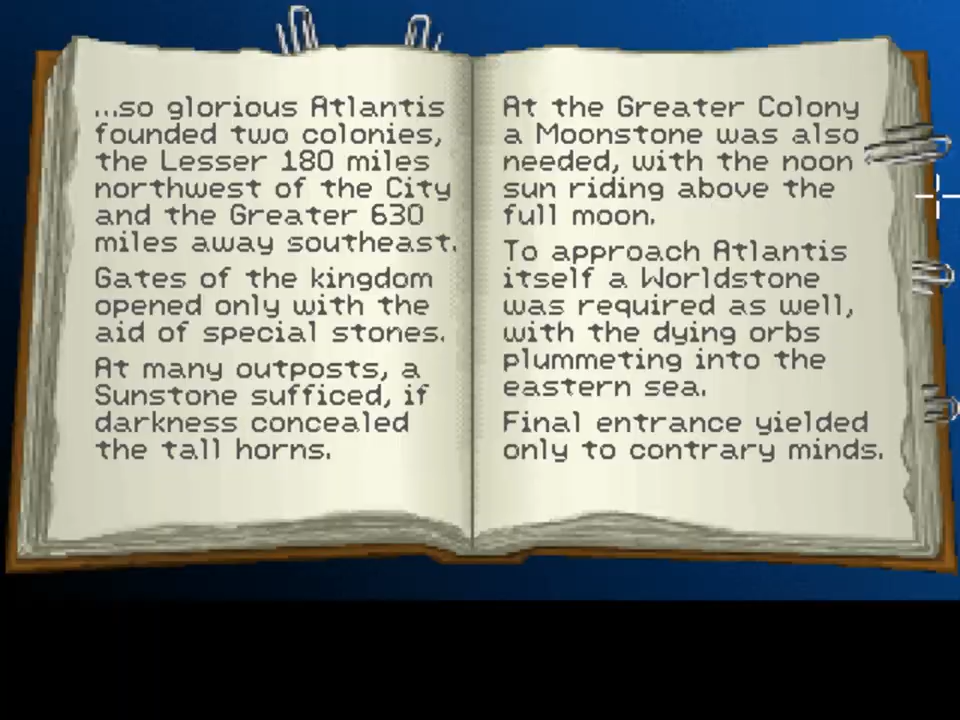 ...so glorious Atlantis
founded two colonies,
the Lesser 180 miles
northwest of the City
and the Greater 630
miles away southeast.
Gates of the kingdom
opened only with the
aid of special stones.
At many outposts, a
Sunstone sufficed, if
darkness concealed
the tall horns.
At the Greater Colony
a Moonstone was also
needed, with the noon
sun riding above the
full moon.
To approach Atlantis
itself a Worldstone
was required as well,
with the dying orbs
plummeting into the
eastern sea.
Final entrance yielded
only to contrary minds.